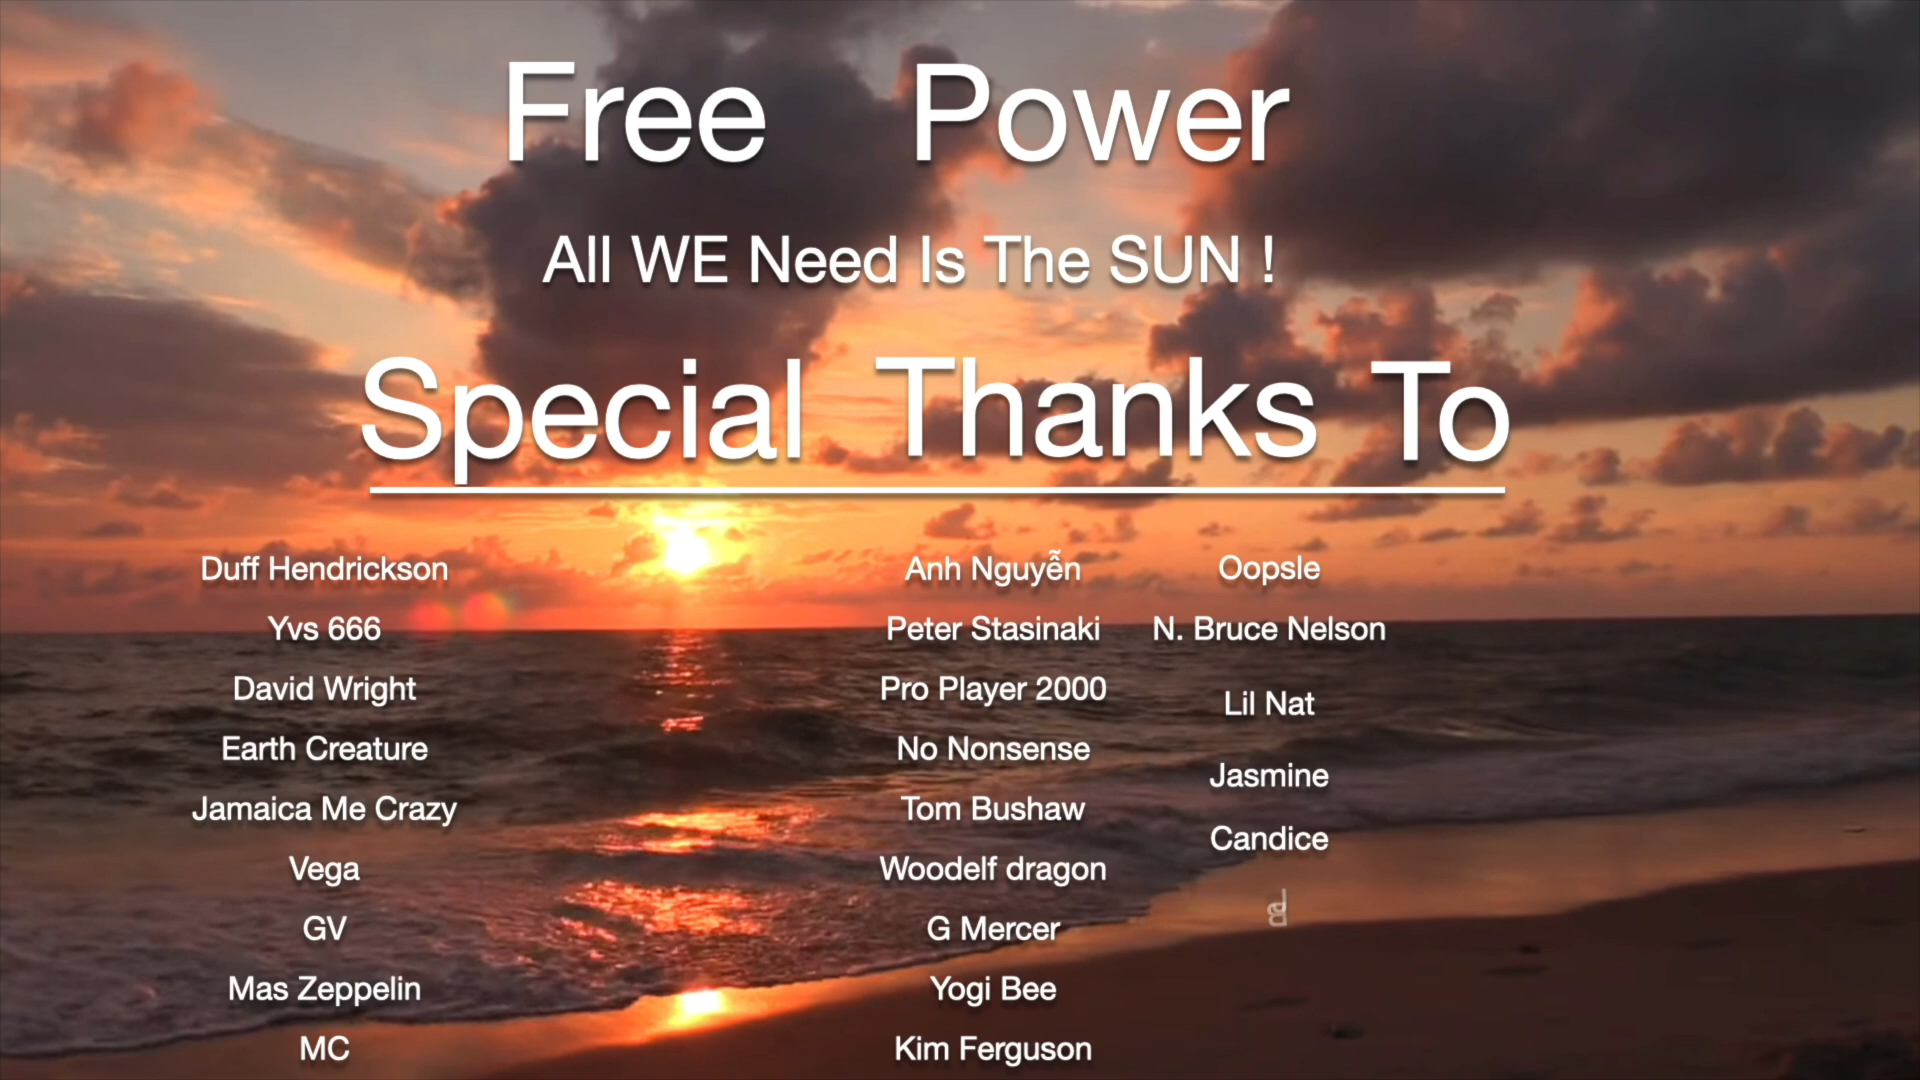 Free Power
All WE Need Is The SUN !
Special Thanks To
Duff Hendrickson
Yvs 666
David Wright
Earth Creature
Jamaica Me Crazy
Vega
GV
Mas Zeppelin
MC
Anh Nguyễn
Peter Stasinaki
Pro Player 2000
No Nonsense
Tom Bushaw
Woodelf dragon
G Mercer
Yogi Bee
Kim Ferguson
Oopsle
N. Bruce Nelson
Lil Nat
Jasmine
Candice